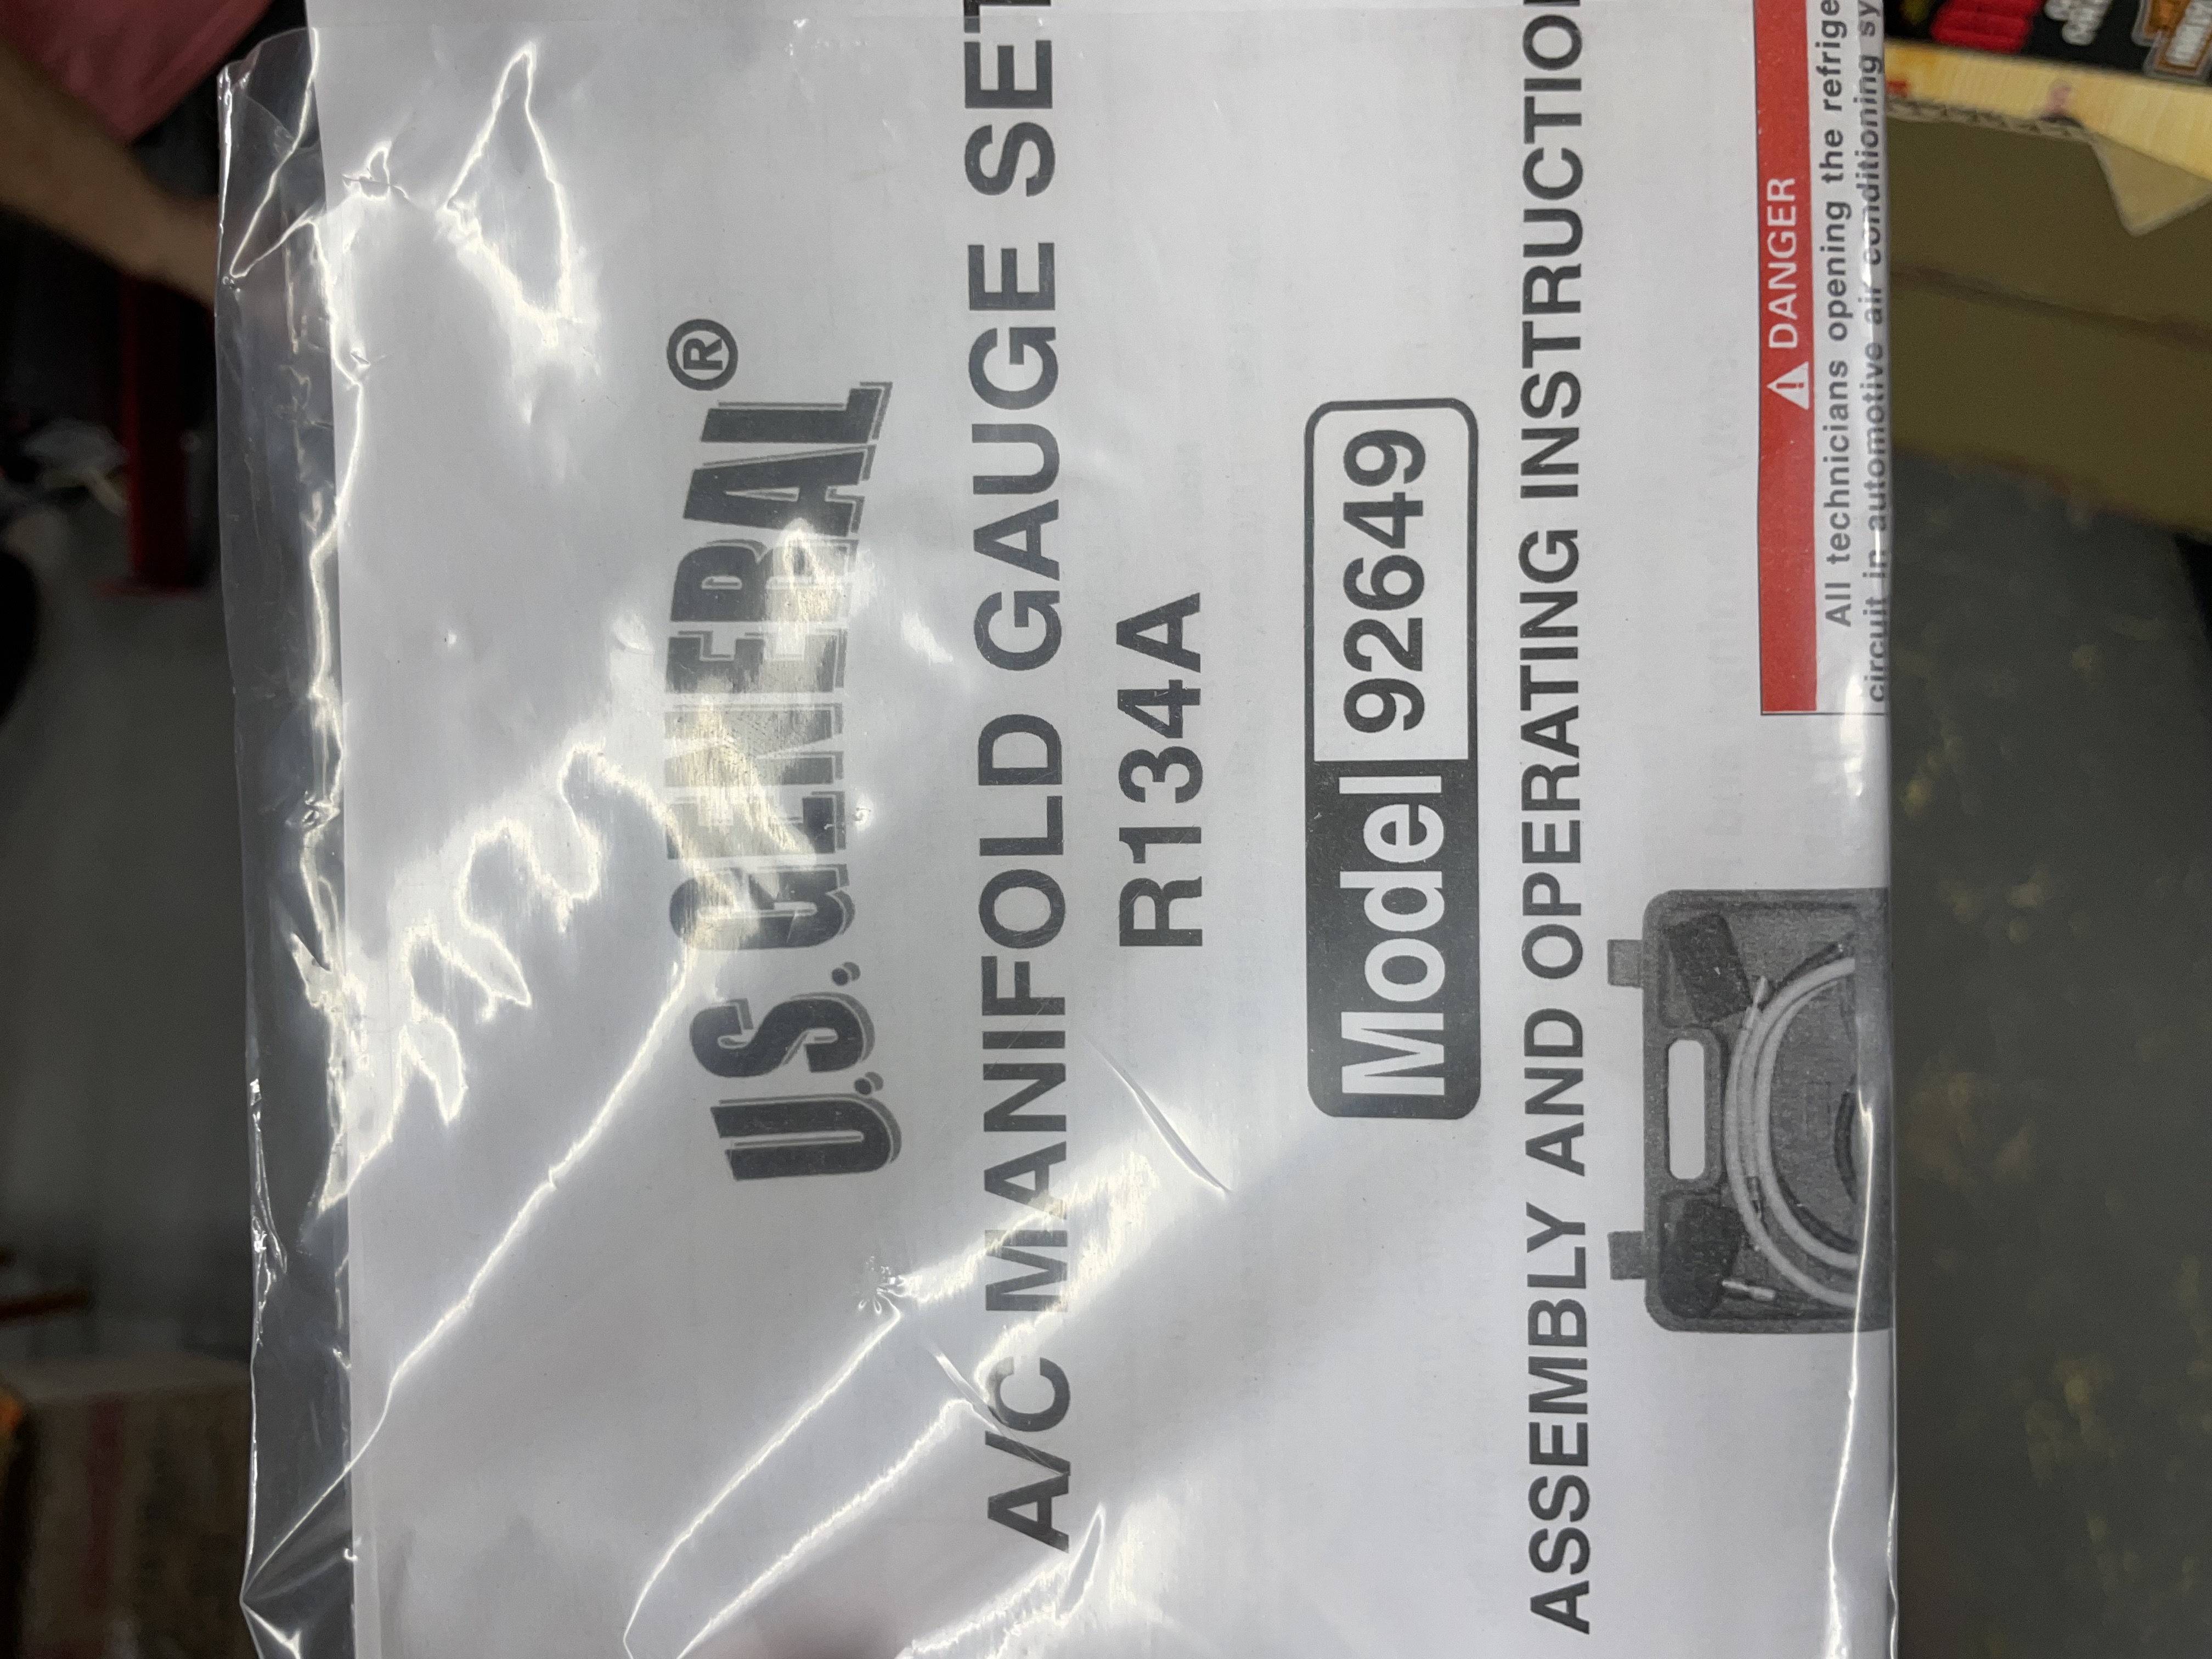 U.S. GENERAL®
A/C MANIFOLD GAUGE SET
R134A
Model 92649
ASSEMBLY AND OPERATING INSTRUCTION
⚠ DANGER
All technicians opening the refrige
circuit in automotive air conditioning sy